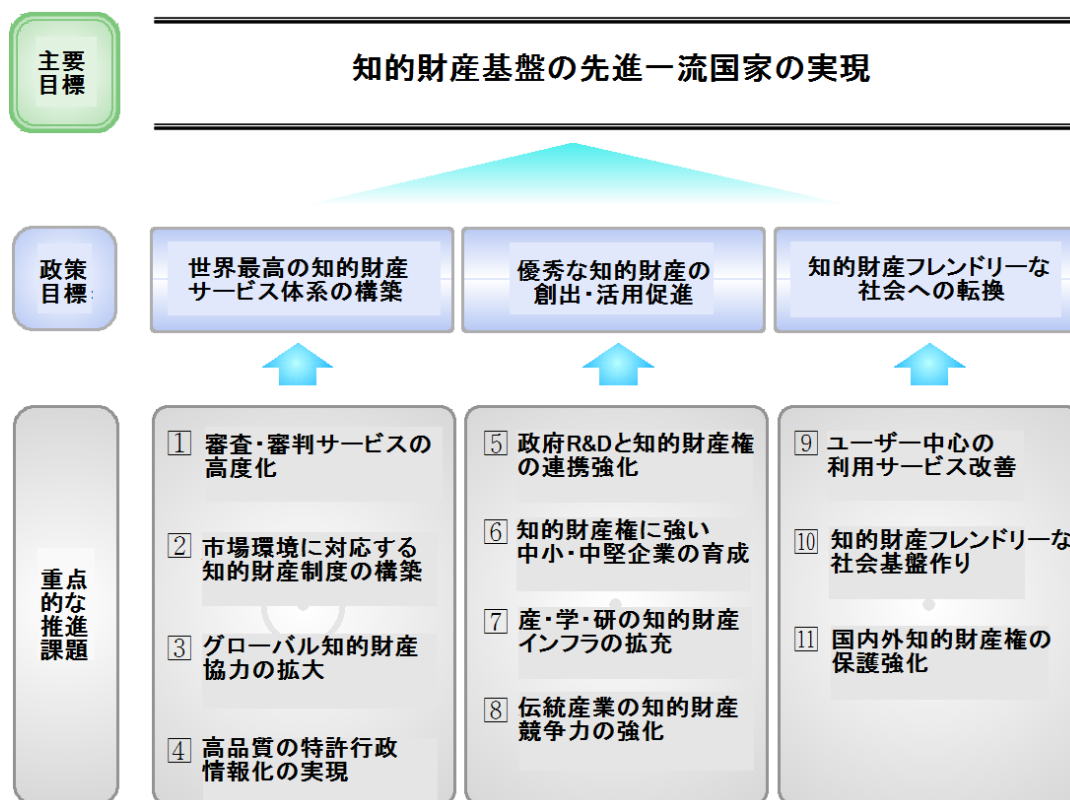 主要
目標
知的財産基盤の先進一流国家の実現
政策
目標
世界最高の知的財産
サービス体系の構築
優秀な知的財産の
創出・活用促進
知的財産フレンドリーな
社会への転換
重点
的な
推進
課題
1 審査・審判サービスの
高度化
2 市場環境に対応する
知的財産制度の構築
3 グローバル知的財産
協力の拡大
4 高品質の特許行政
情報化の実現
5 政府R&Dと知的財産権
の連携強化
6 知的財産権に強い
中小・中堅企業の育成
7 産・学・研の知的財産
インフラの拡充
8 伝統産業の知的財産
競争力の強化
9 ユーザー中心の
利用サービス改善
10 知的財産フレンドリーな
社会基盤作り
11 国内外知的財産権の
保護強化